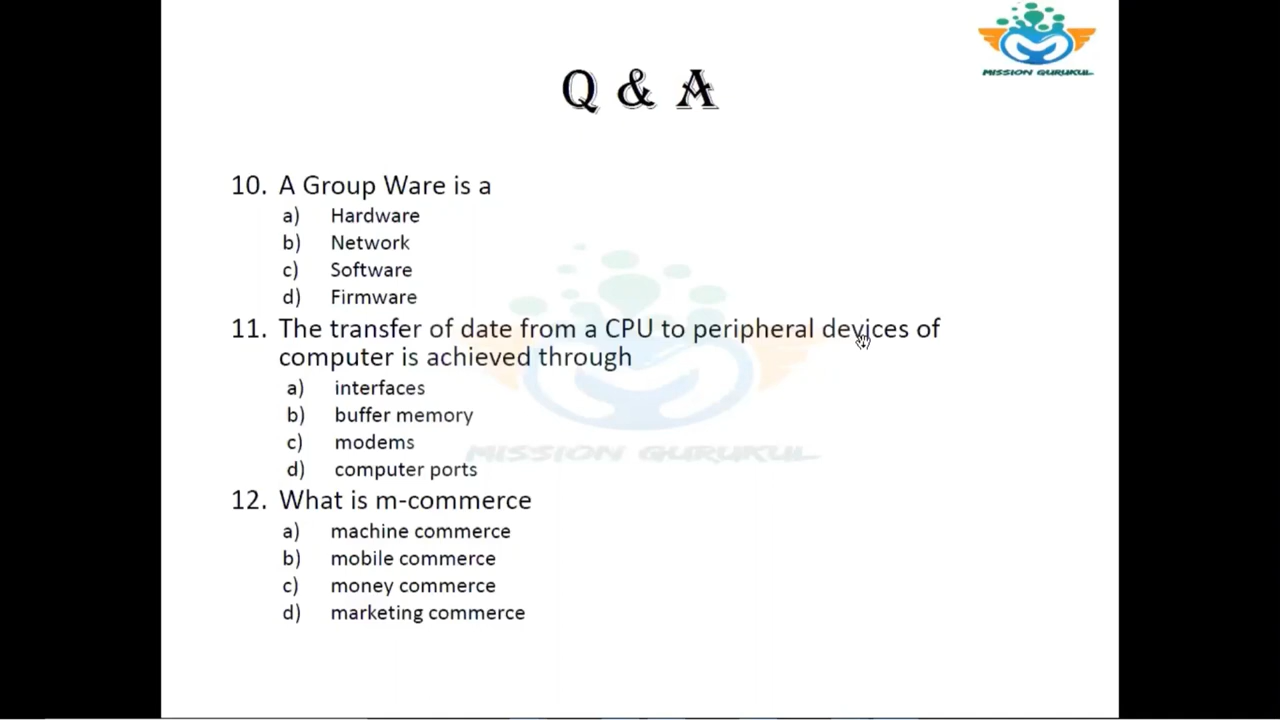 MISSION GURUKUL
Q & A
10. A Group Ware is a
a) Hardware
b) Network
c) Software
d) Firmware
11. The transfer of date from a CPU to peripheral devices of
computer is achieved through
a) interfaces
b) buffer memory
c) modems
d) computer ports
MISSION GURUKUL
12. What is m-commerce
a) machine commerce
b) mobile commerce
c) money commerce
d) marketing commerce